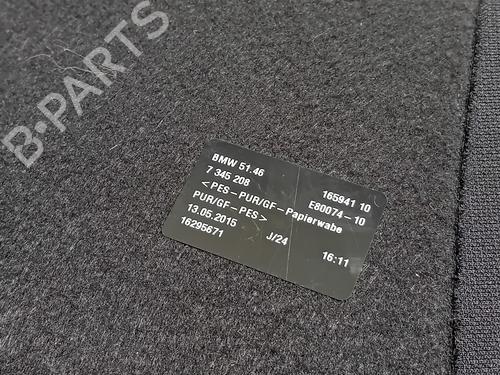 B-PARTS
BMW 51.46
7 345 208 165941 10
<PES-PUR/GF-Papierwabe E80074-10
PUR/GF-PES>
13.05.2015 J/24 16:11
16295671